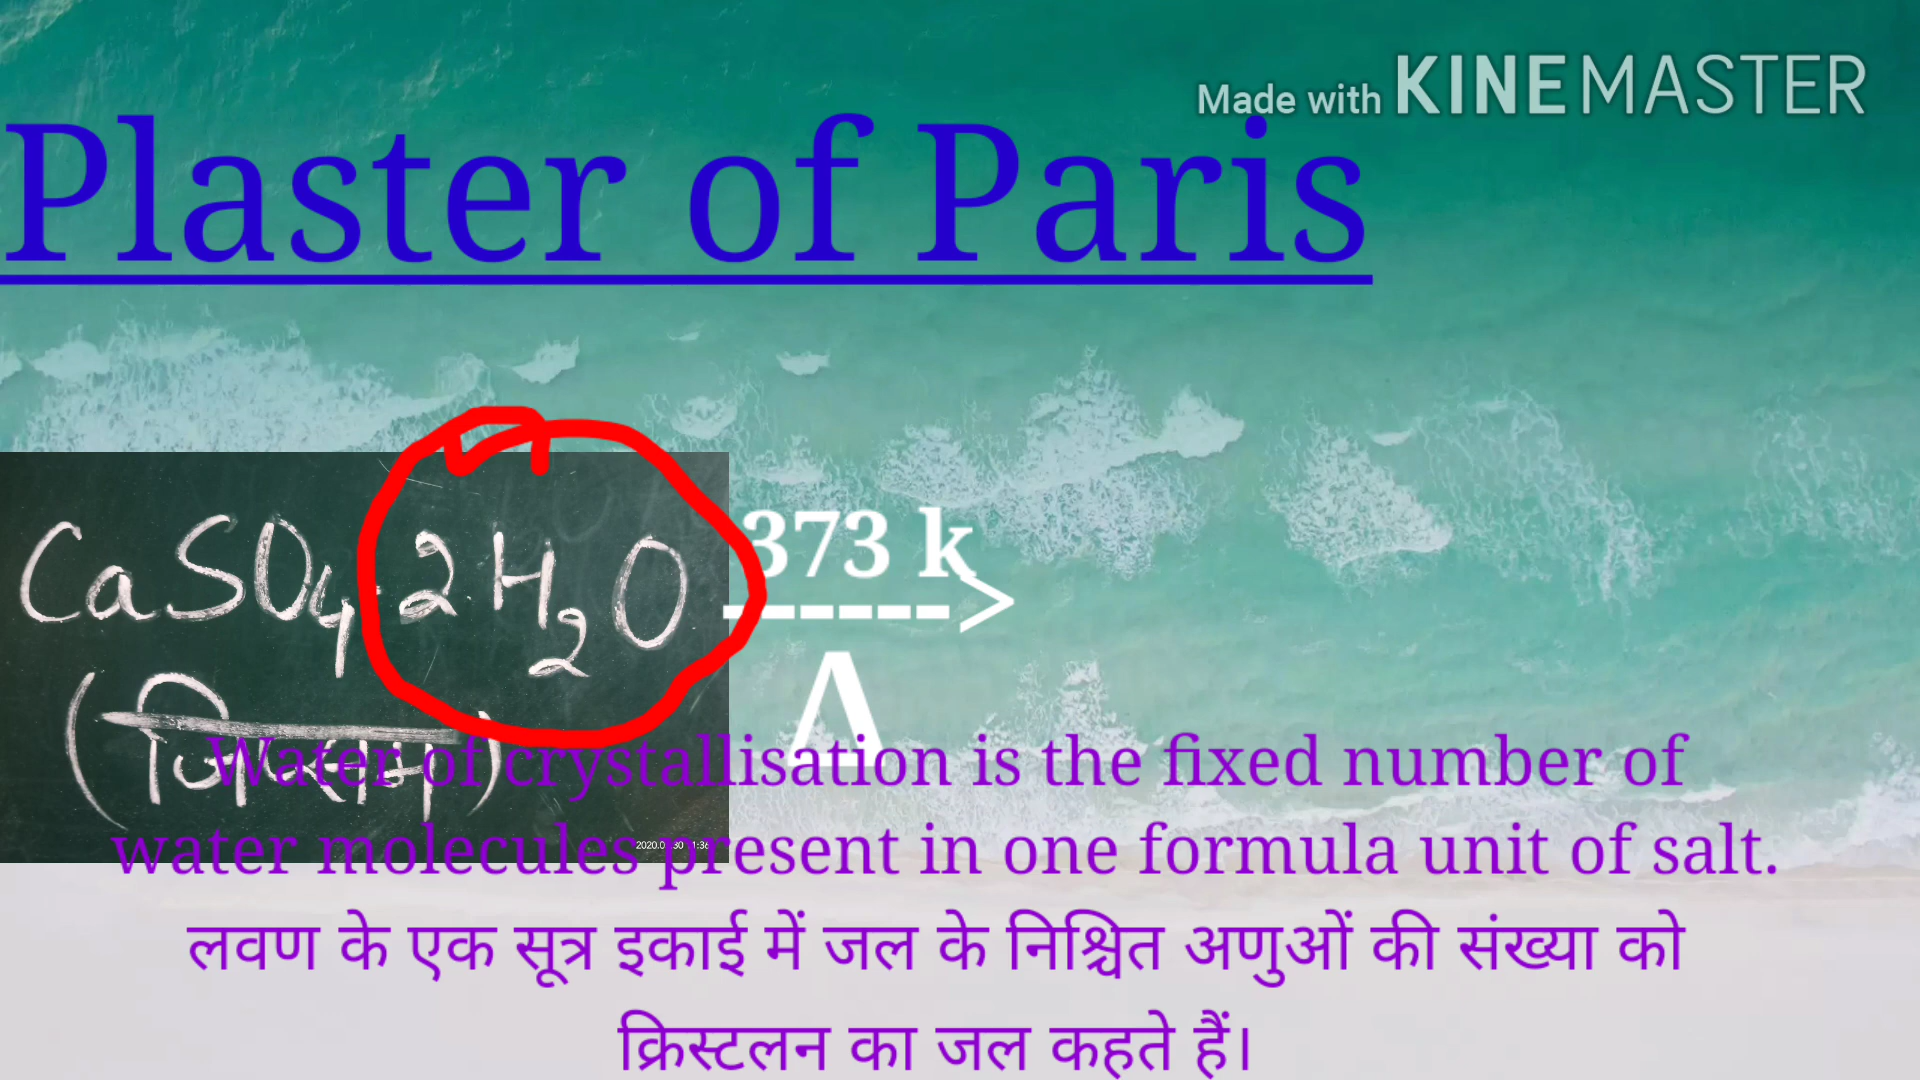 Made with KINEMASTER
Plaster of Paris
CaSO₄.2H₂O
373 k
---->
Λ
(जिप्सम)
Water of crystallisation is the fixed number of
water molecules present in one formula unit of salt.
लवण के एक सूत्र इकाई में जल के निश्चित अणुओं की संख्या को
क्रिस्टलन का जल कहते हैं।